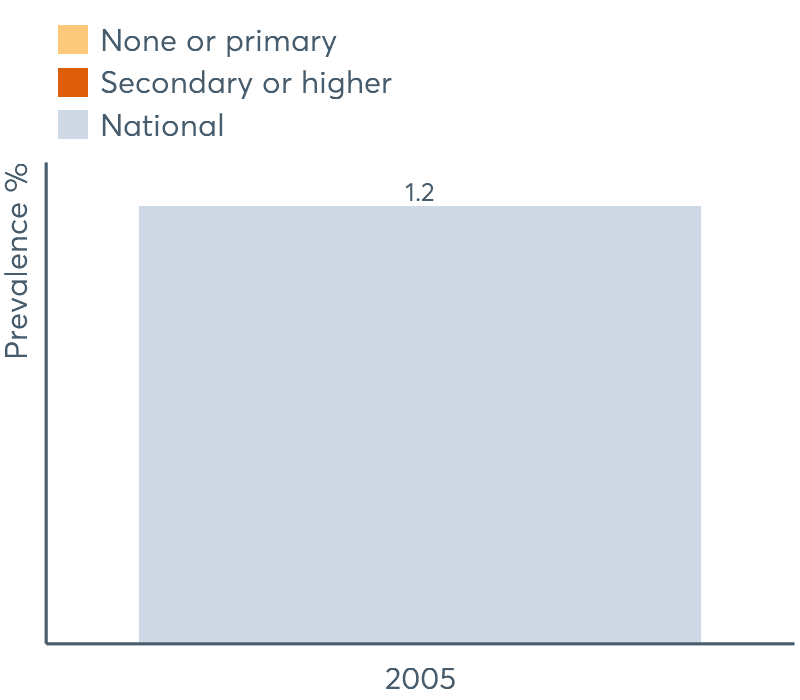 None or primary
Secondary or higher
National
Prevalence %
1.2
2005